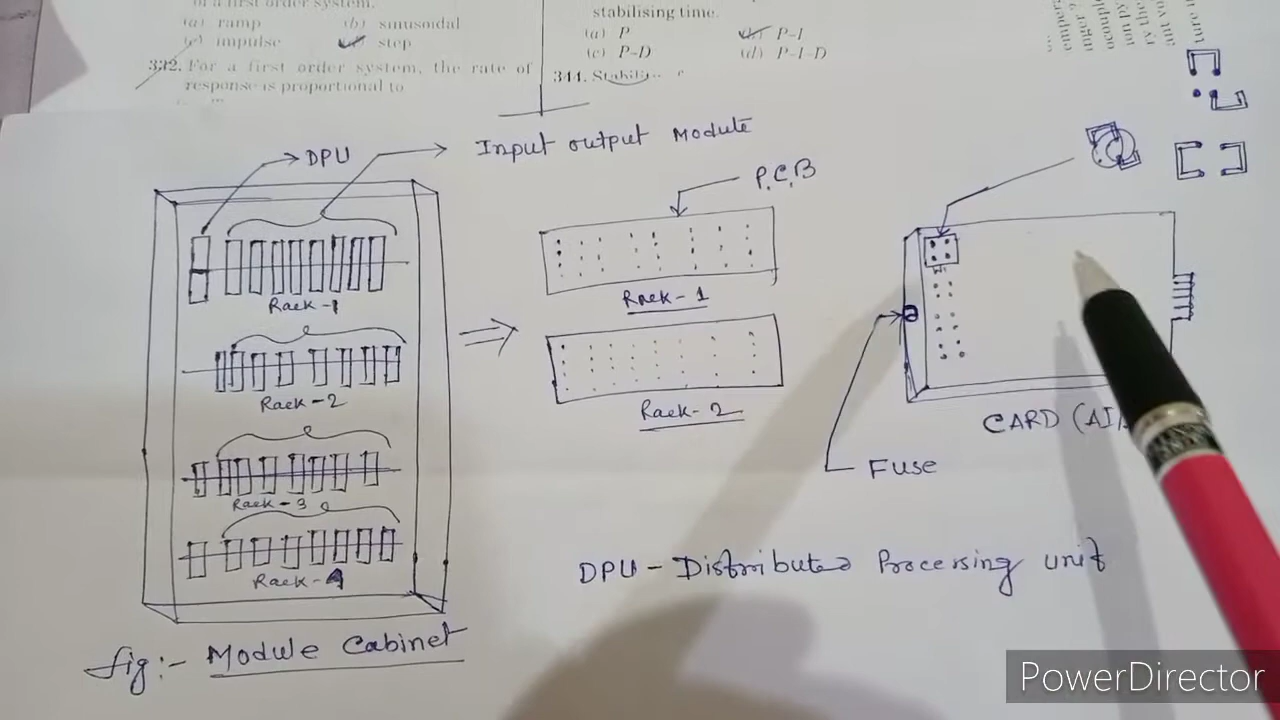 of a first order system.
(a) ramp (b) sinusoidal
(c) impulse step
332. For a first order system, the rate of
response is proportional to
stabilising time.
(a) P P-I
(c) P-D (d) P-I-D
344.
DPU
Input output Module
P.C.B
Rack-1
Rack-2
Rack-3
Rack-4
Rack-1
Rack-2
CARD (AI/
Fuse
DPU - Distributed Processing unit
fig:- Module Cabinet
PowerDirector